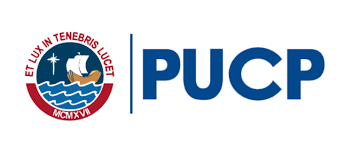 ET LUX IN TENEBRIS LUCET
MCMXVII
PUCP